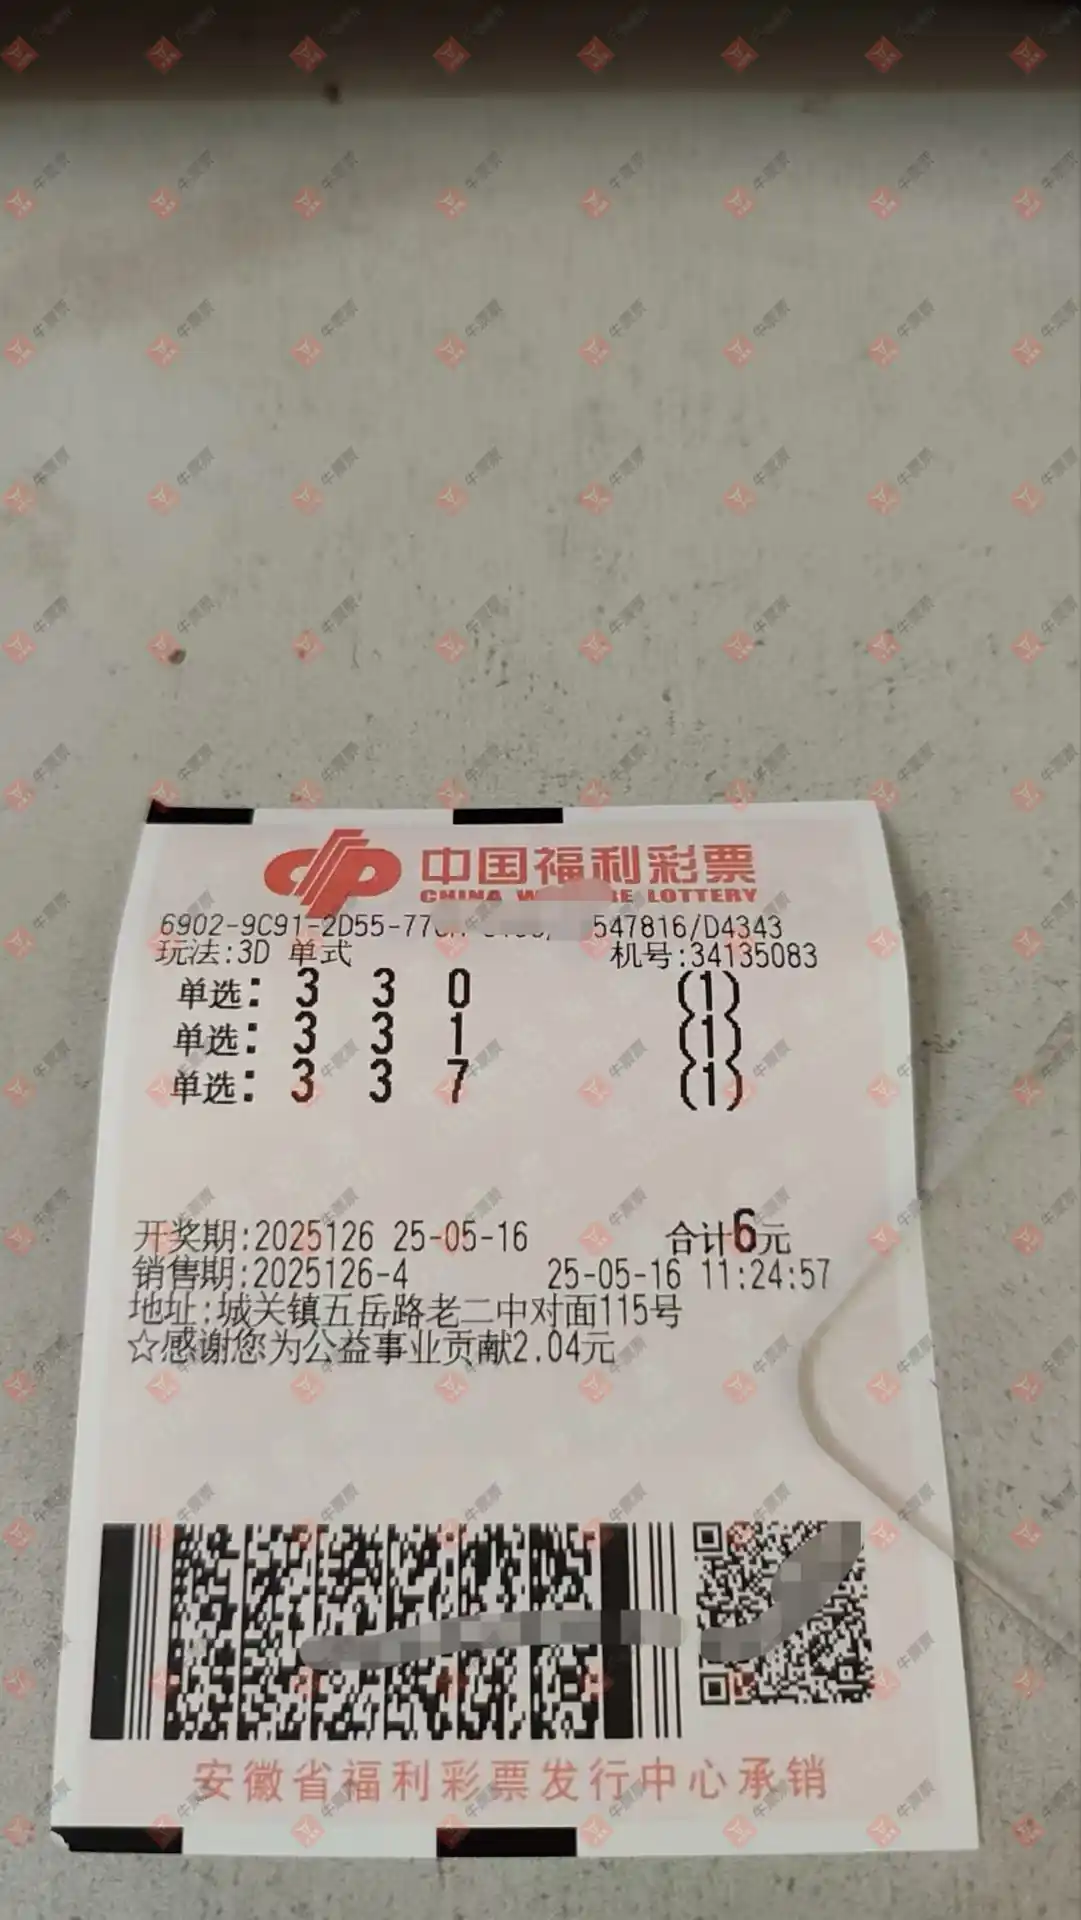 中国福利彩票
CHINA LOTTERY
6902-9C91-2D55- 547816/D4343
玩法:3D 单式 机号:34135083
单选: 3 3 0 (1)
单选: 3 3 1 (1)
单选: 3 3 7 (1)
开奖期:2025126 25-05-16 合计6元
销售期:2025126-4 25-05-16 11:24:57
地址:城关镇五岳路老二中对面115号
☆感谢您为公益事业贡献2.04元
安徽省福利彩票发行中心承销